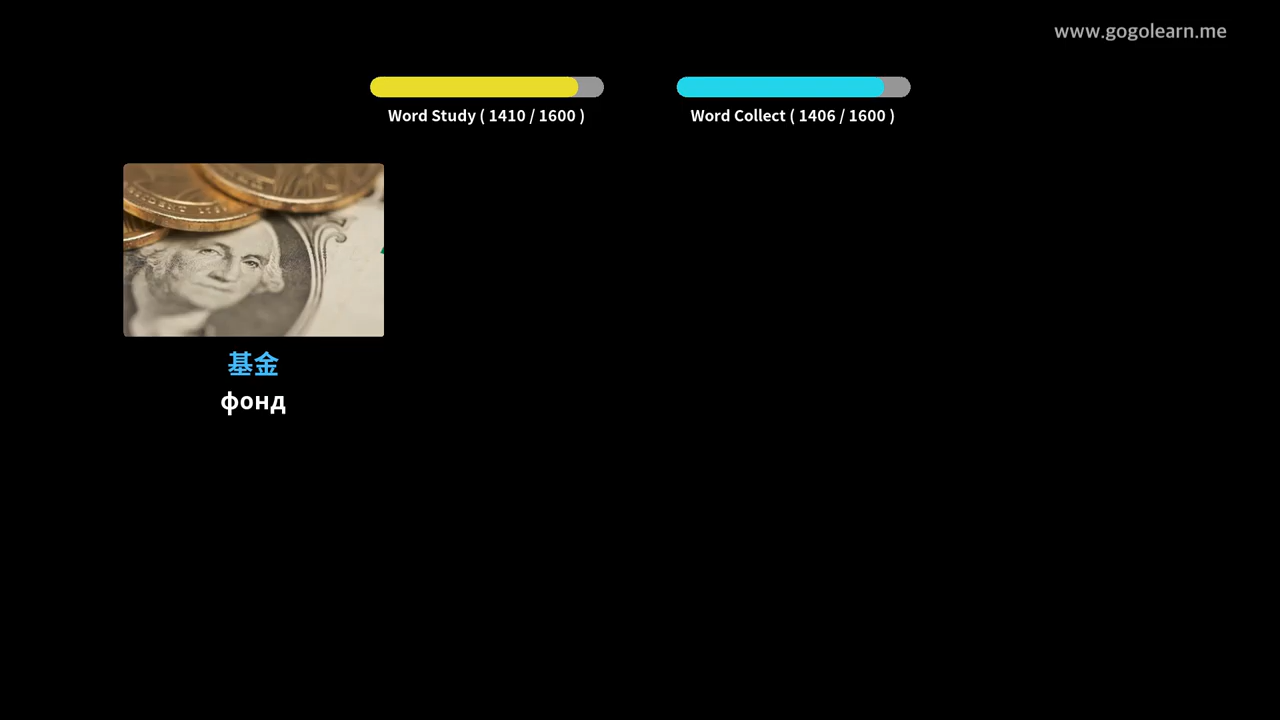 www.gogolearn.me
Word Study ( 1410 / 1600 )
Word Collect ( 1406 / 1600 )
基金
фонд